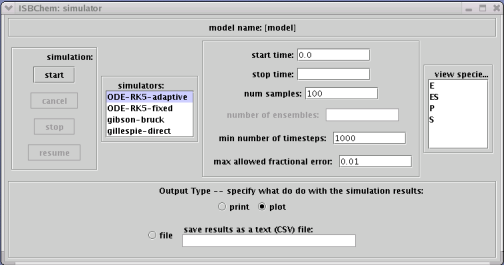 ISBChem: simulator
model name: [model]
simulation:
start
cancel
stop
resume
simulators:
ODE-RK5-adaptive
ODE-RK5-fixed
gibson-bruck
gillespie-direct
start time: 0.0
stop time:
num samples: 100
number of ensembles:
min number of timesteps: 1000
max allowed fractional error: 0.01
view specie...
E
ES
P
S
Output Type -- specify what do do with the simulation results:
print plot
file save results as a text (CSV) file: